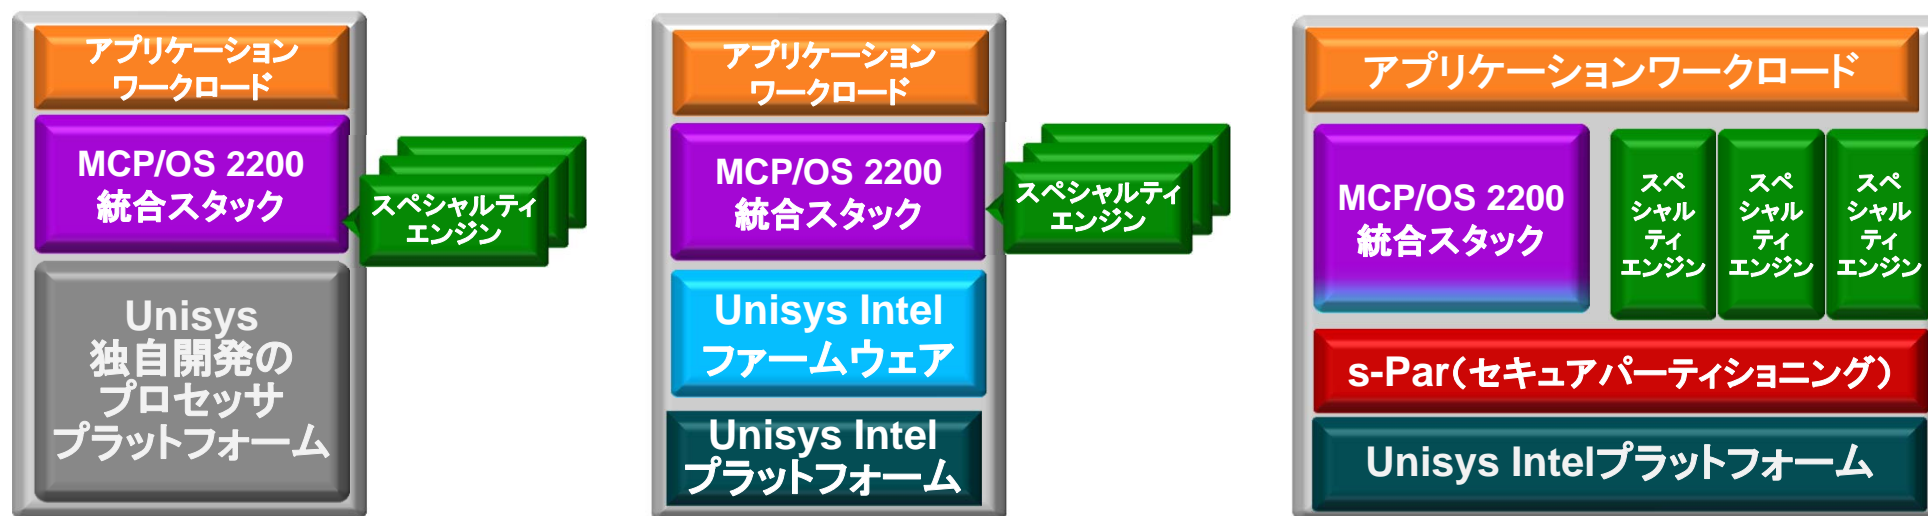 アプリケーション
ワークロード
MCP/OS 2200
統合スタック
スペシャルティ
エンジン
Unisys
独自開発の
プロセッサ
プラットフォーム
アプリケーション
ワークロード
MCP/OS 2200
統合スタック
スペシャルティ
エンジン
Unisys Intel
ファームウェア
Unisys Intel
プラットフォーム
アプリケーションワークロード
MCP/OS 2200
統合スタック
スペ
シャル
ティ
エンジン
スペ
シャル
ティ
エンジン
スペ
シャル
ティ
エンジン
s-Par（セキュアパーティショニング）
Unisys Intelプラットフォーム